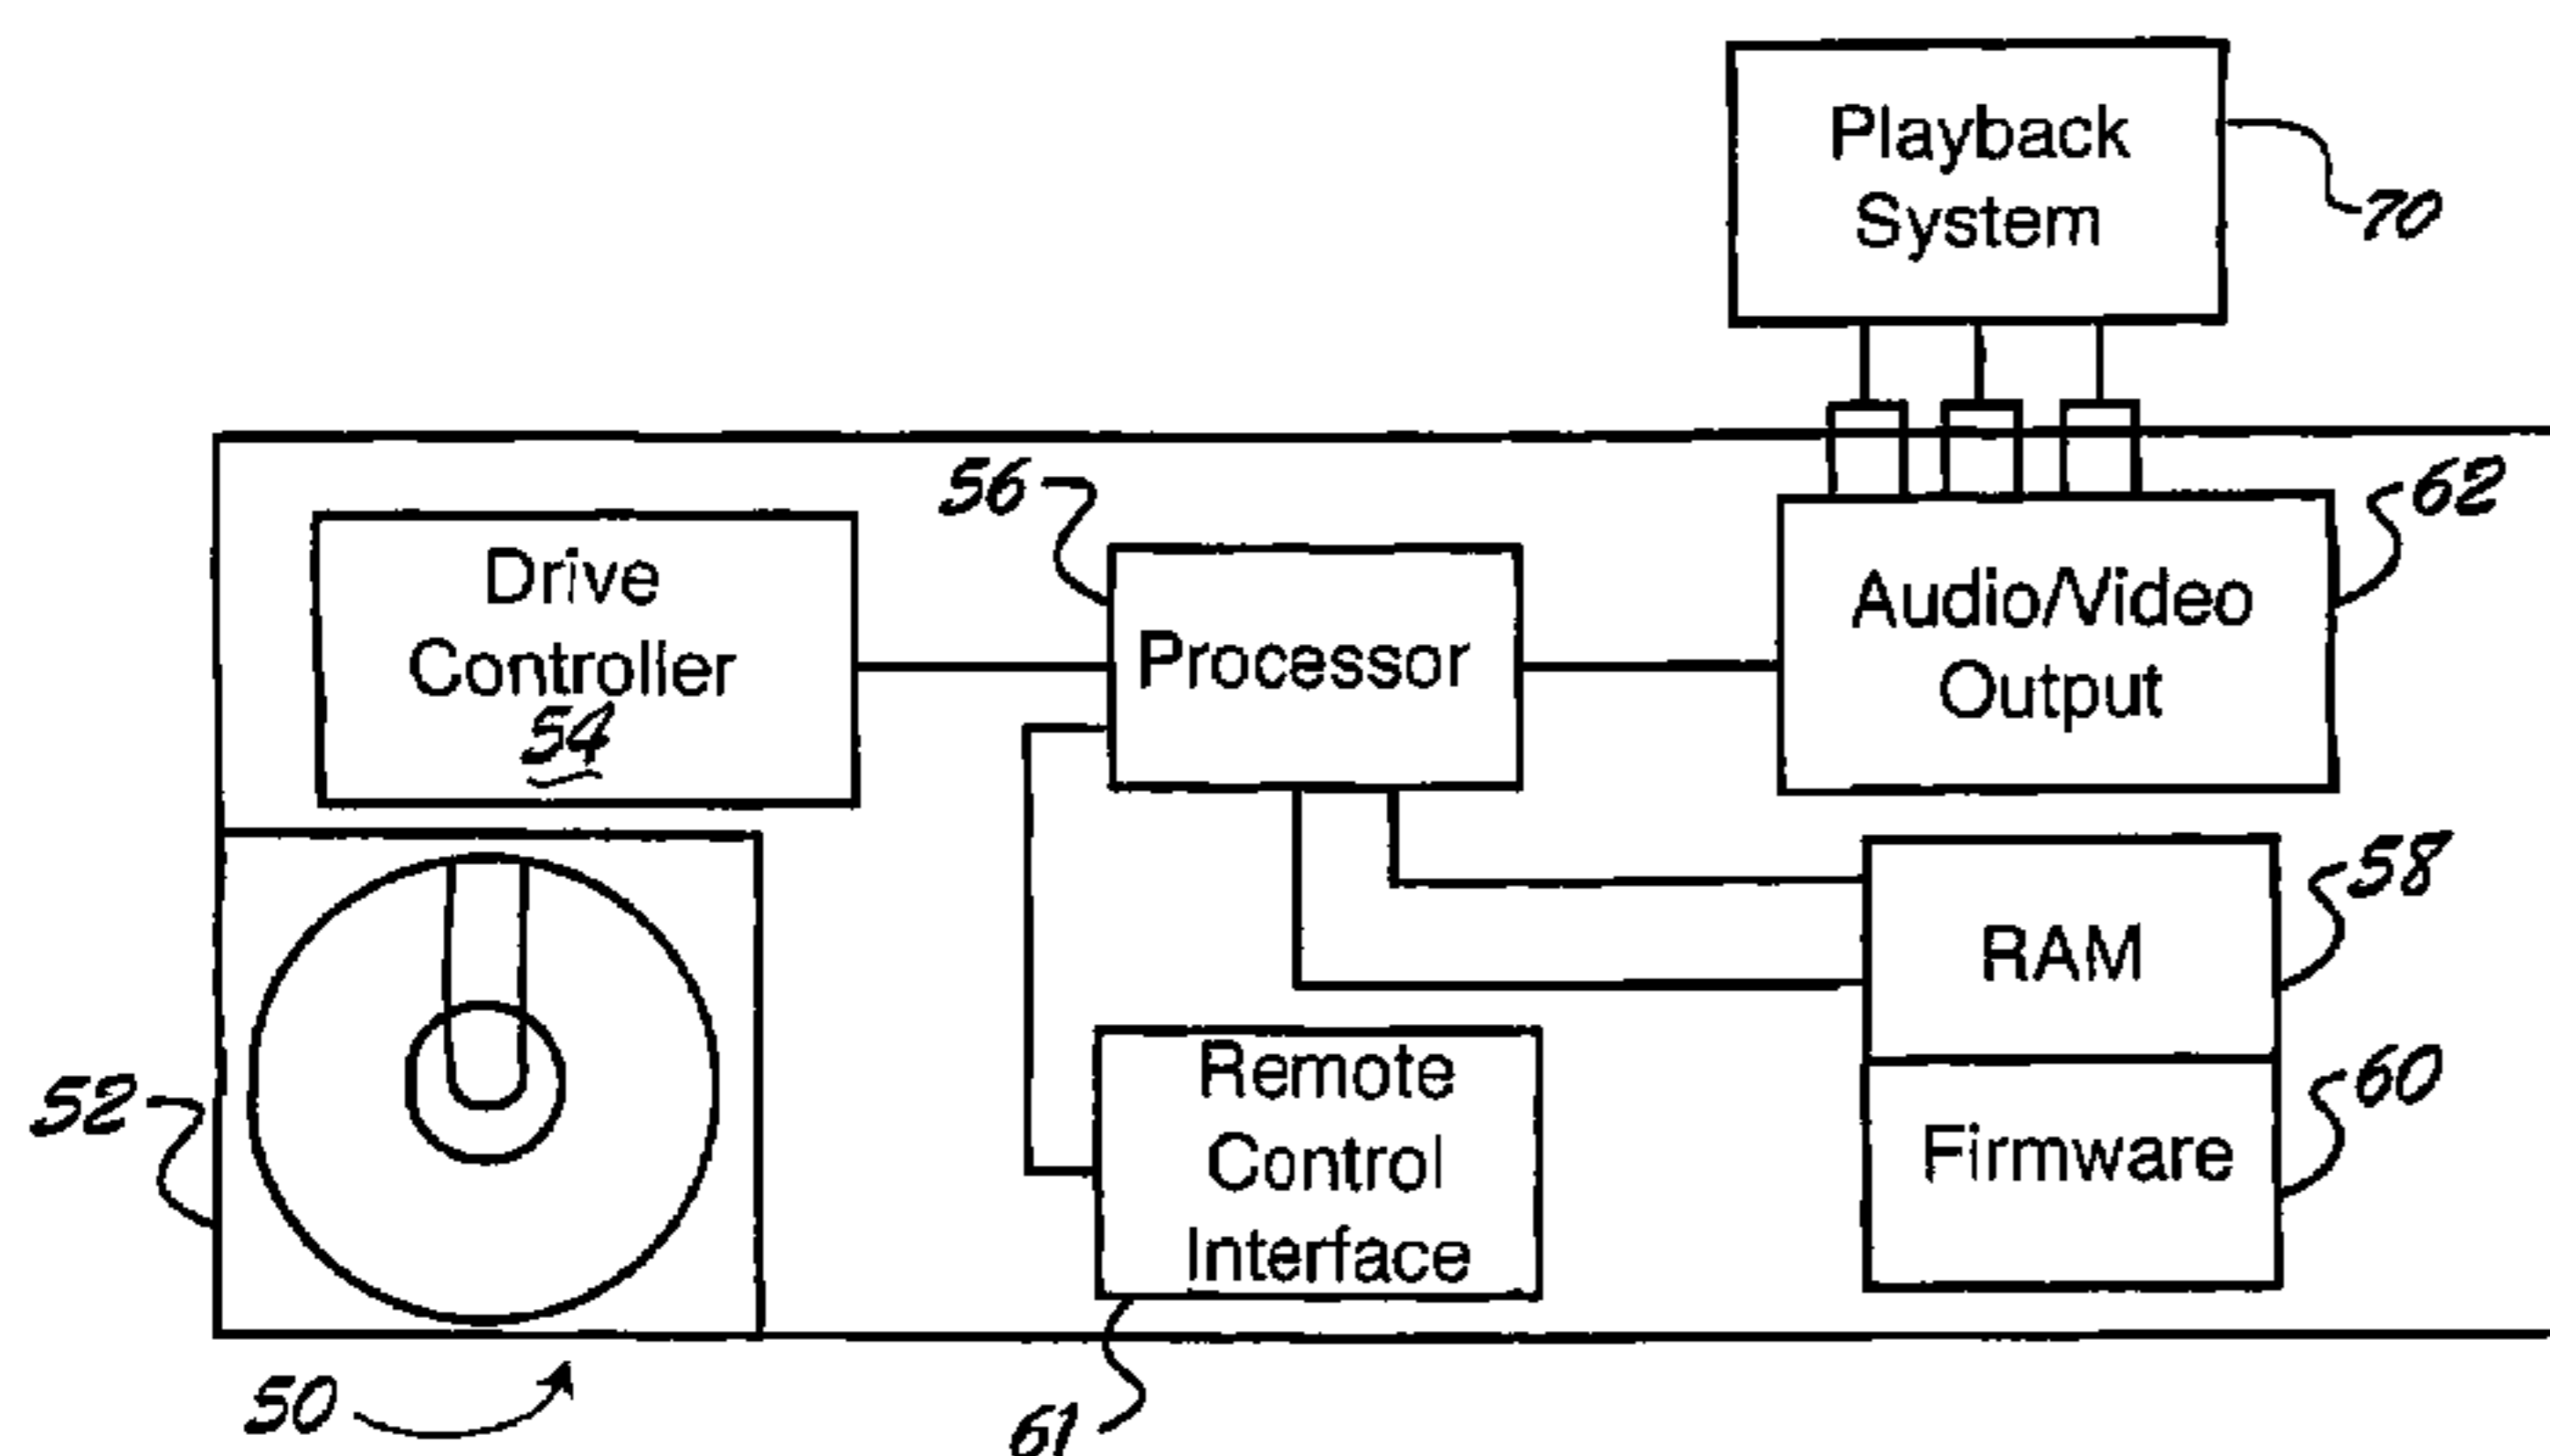 Playback
System
70
56
62
Drive
Controller
54
Processor
Audio/Video
Output
58
RAM
52
Remote
Control
Interface
60
Firmware
50
61